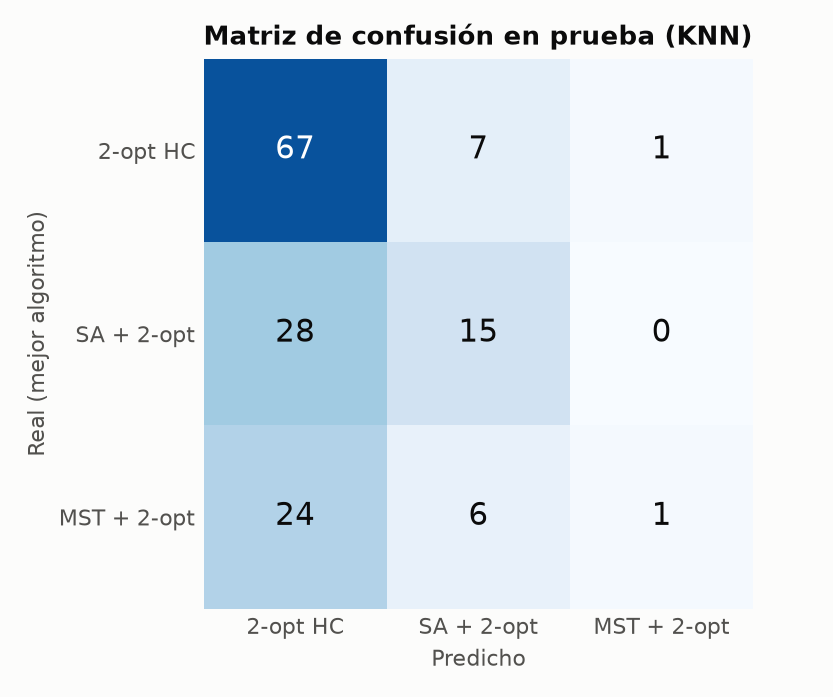 Matriz de confusión en prueba (KNN)
Real (mejor algoritmo)
2-opt HC 67 7 1
SA + 2-opt 28 15 0
MST + 2-opt 24 6 1
2-opt HC SA + 2-opt MST + 2-opt
Predicho